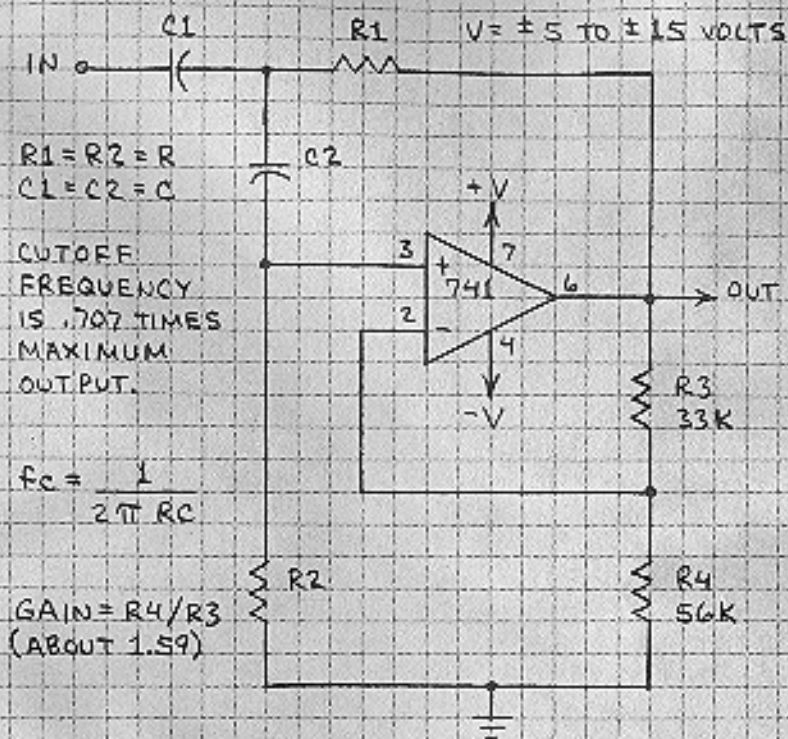 C1
R1
V= ±5 TO ±15 VOLTS
IN
R1=R2=R
C1=C2=C
C2
CUTOFF
FREQUENCY
IS .707 TIMES
MAXIMUM
OUTPUT.
+V
3
+
7
741
6
OUT
2
-
4
-V
R3
33K
fc = 1
2π RC
R2
R4
56K
GAIN=R4/R3
(ABOUT 1.59)